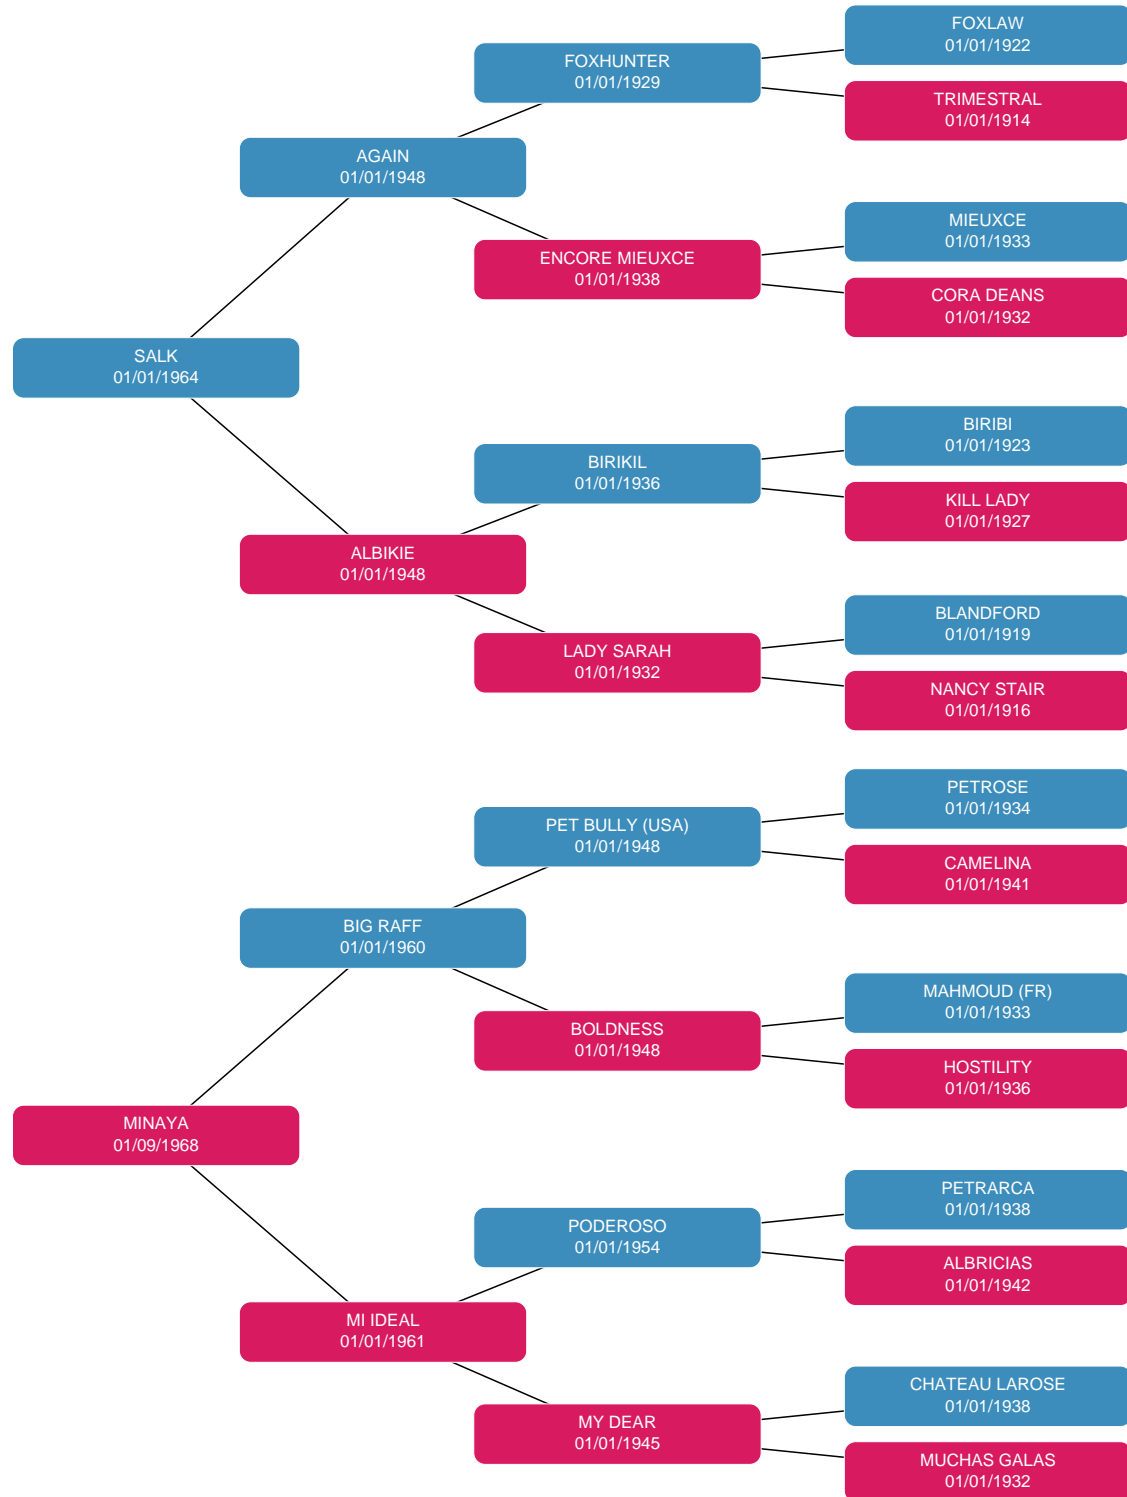 FOXLAW
01/01/1922
FOXHUNTER
01/01/1929
TRIMESTRAL
01/01/1914
AGAIN
01/01/1948
MIEUXCE
01/01/1933
ENCORE MIEUXCE
01/01/1938
CORA DEANS
01/01/1932
SALK
01/01/1964
BIRIBI
01/01/1923
BIRIKIL
01/01/1936
KILL LADY
01/01/1927
ALBIKIE
01/01/1948
BLANDFORD
01/01/1919
LADY SARAH
01/01/1932
NANCY STAIR
01/01/1916
PETROSE
01/01/1934
PET BULLY (USA)
01/01/1948
CAMELINA
01/01/1941
BIG RAFF
01/01/1960
MAHMOUD (FR)
01/01/1933
BOLDNESS
01/01/1948
HOSTILITY
01/01/1936
MINAYA
01/09/1968
PETRARCA
01/01/1938
PODEROSO
01/01/1954
ALBRICIAS
01/01/1942
MI IDEAL
01/01/1961
CHATEAU LAROSE
01/01/1938
MY DEAR
01/01/1945
MUCHAS GALAS
01/01/1932